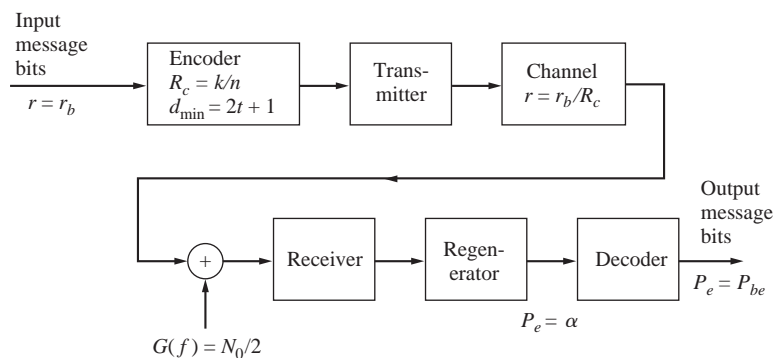 Input
message
bits
r = r_b
Encoder
R_c = k/n
d_min = 2t + 1
Trans-
mitter
Channel
r = r_b/R_c
+
G(f) = N_0/2
Receiver
Regen-
erator
P_e = α
Decoder
Output
message
bits
P_e = P_be